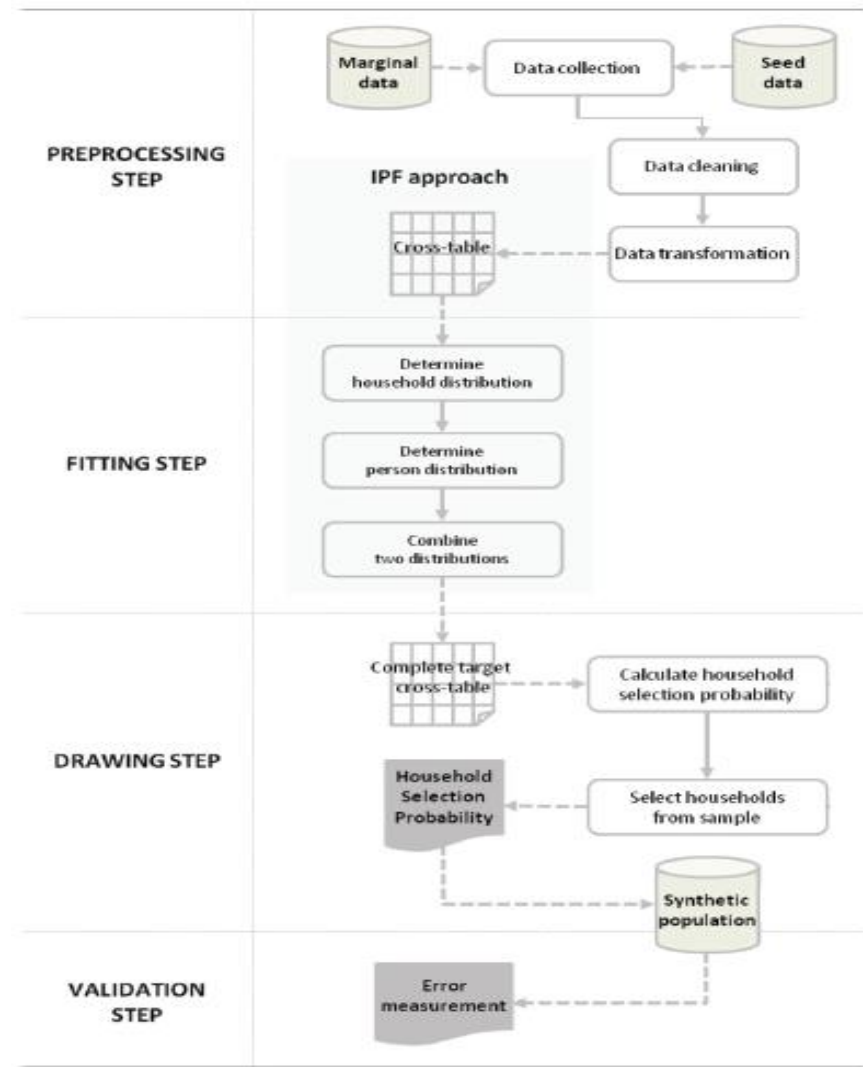 PREPROCESSING
STEP
Marginal
data
Data collection
Seed
data
Data cleaning
IPF approach
Cross-table
Data transformation
FITTING STEP
Determine
household distribution
Determine
person distribution
Combine
two distributions
DRAWING STEP
Complete target
cross-table
Calculate household
selection probability
Household
Selection
Probability
Select households
from sample
Synthetic
population
VALIDATION
STEP
Error
measurement